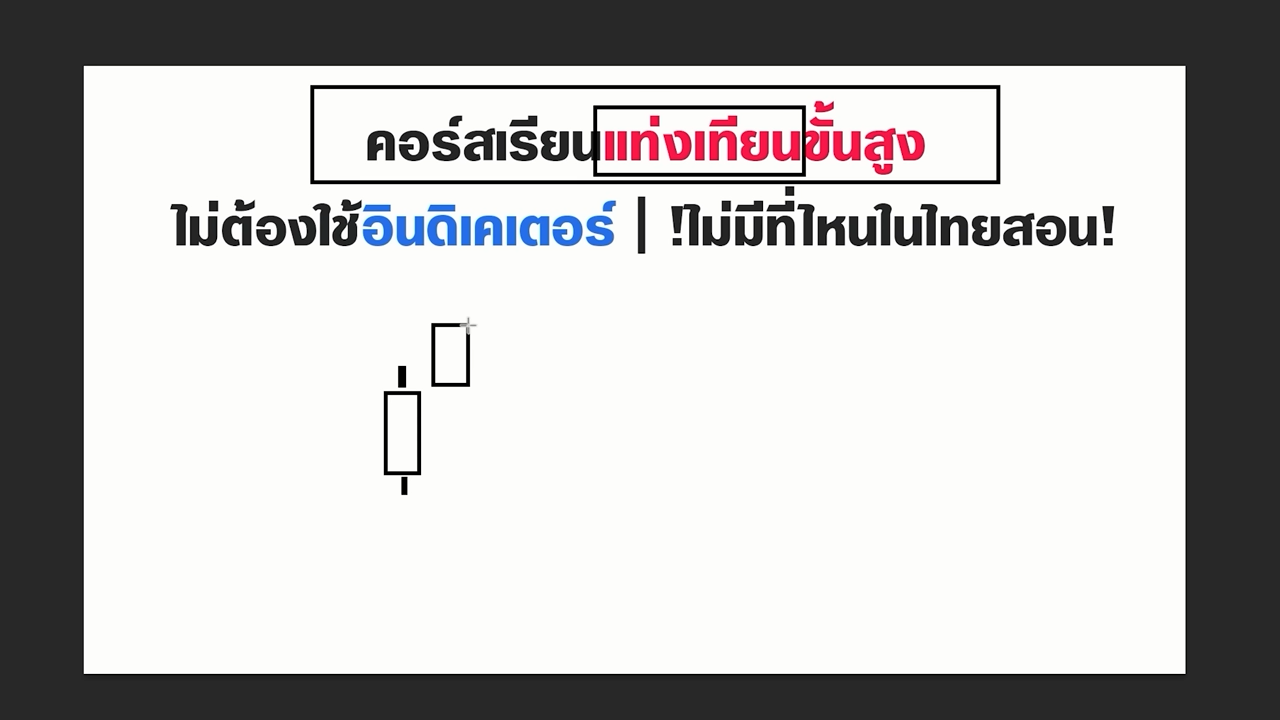 คอร์สเรียนแท่งเทียนขั้นสูง
ไม่ต้องใช้อินดิเคเตอร์ | !ไม่มีที่ไหนในไทยสอน!